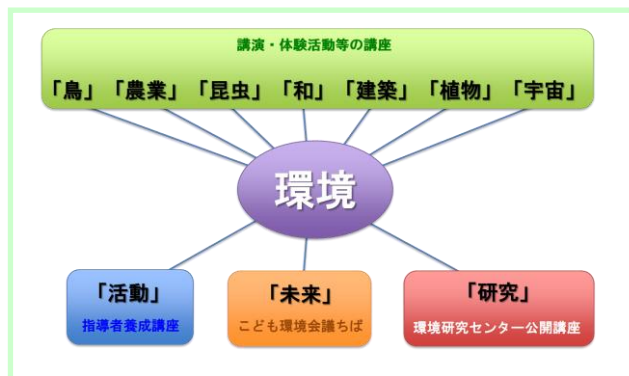 講演・体験活動等の講座
「鳥」「農業」「昆虫」「和」「建築」「植物」「宇宙」
環境
「活動」
指導者養成講座
「未来」
こども環境会議ちば
「研究」
環境研究センター公開講座